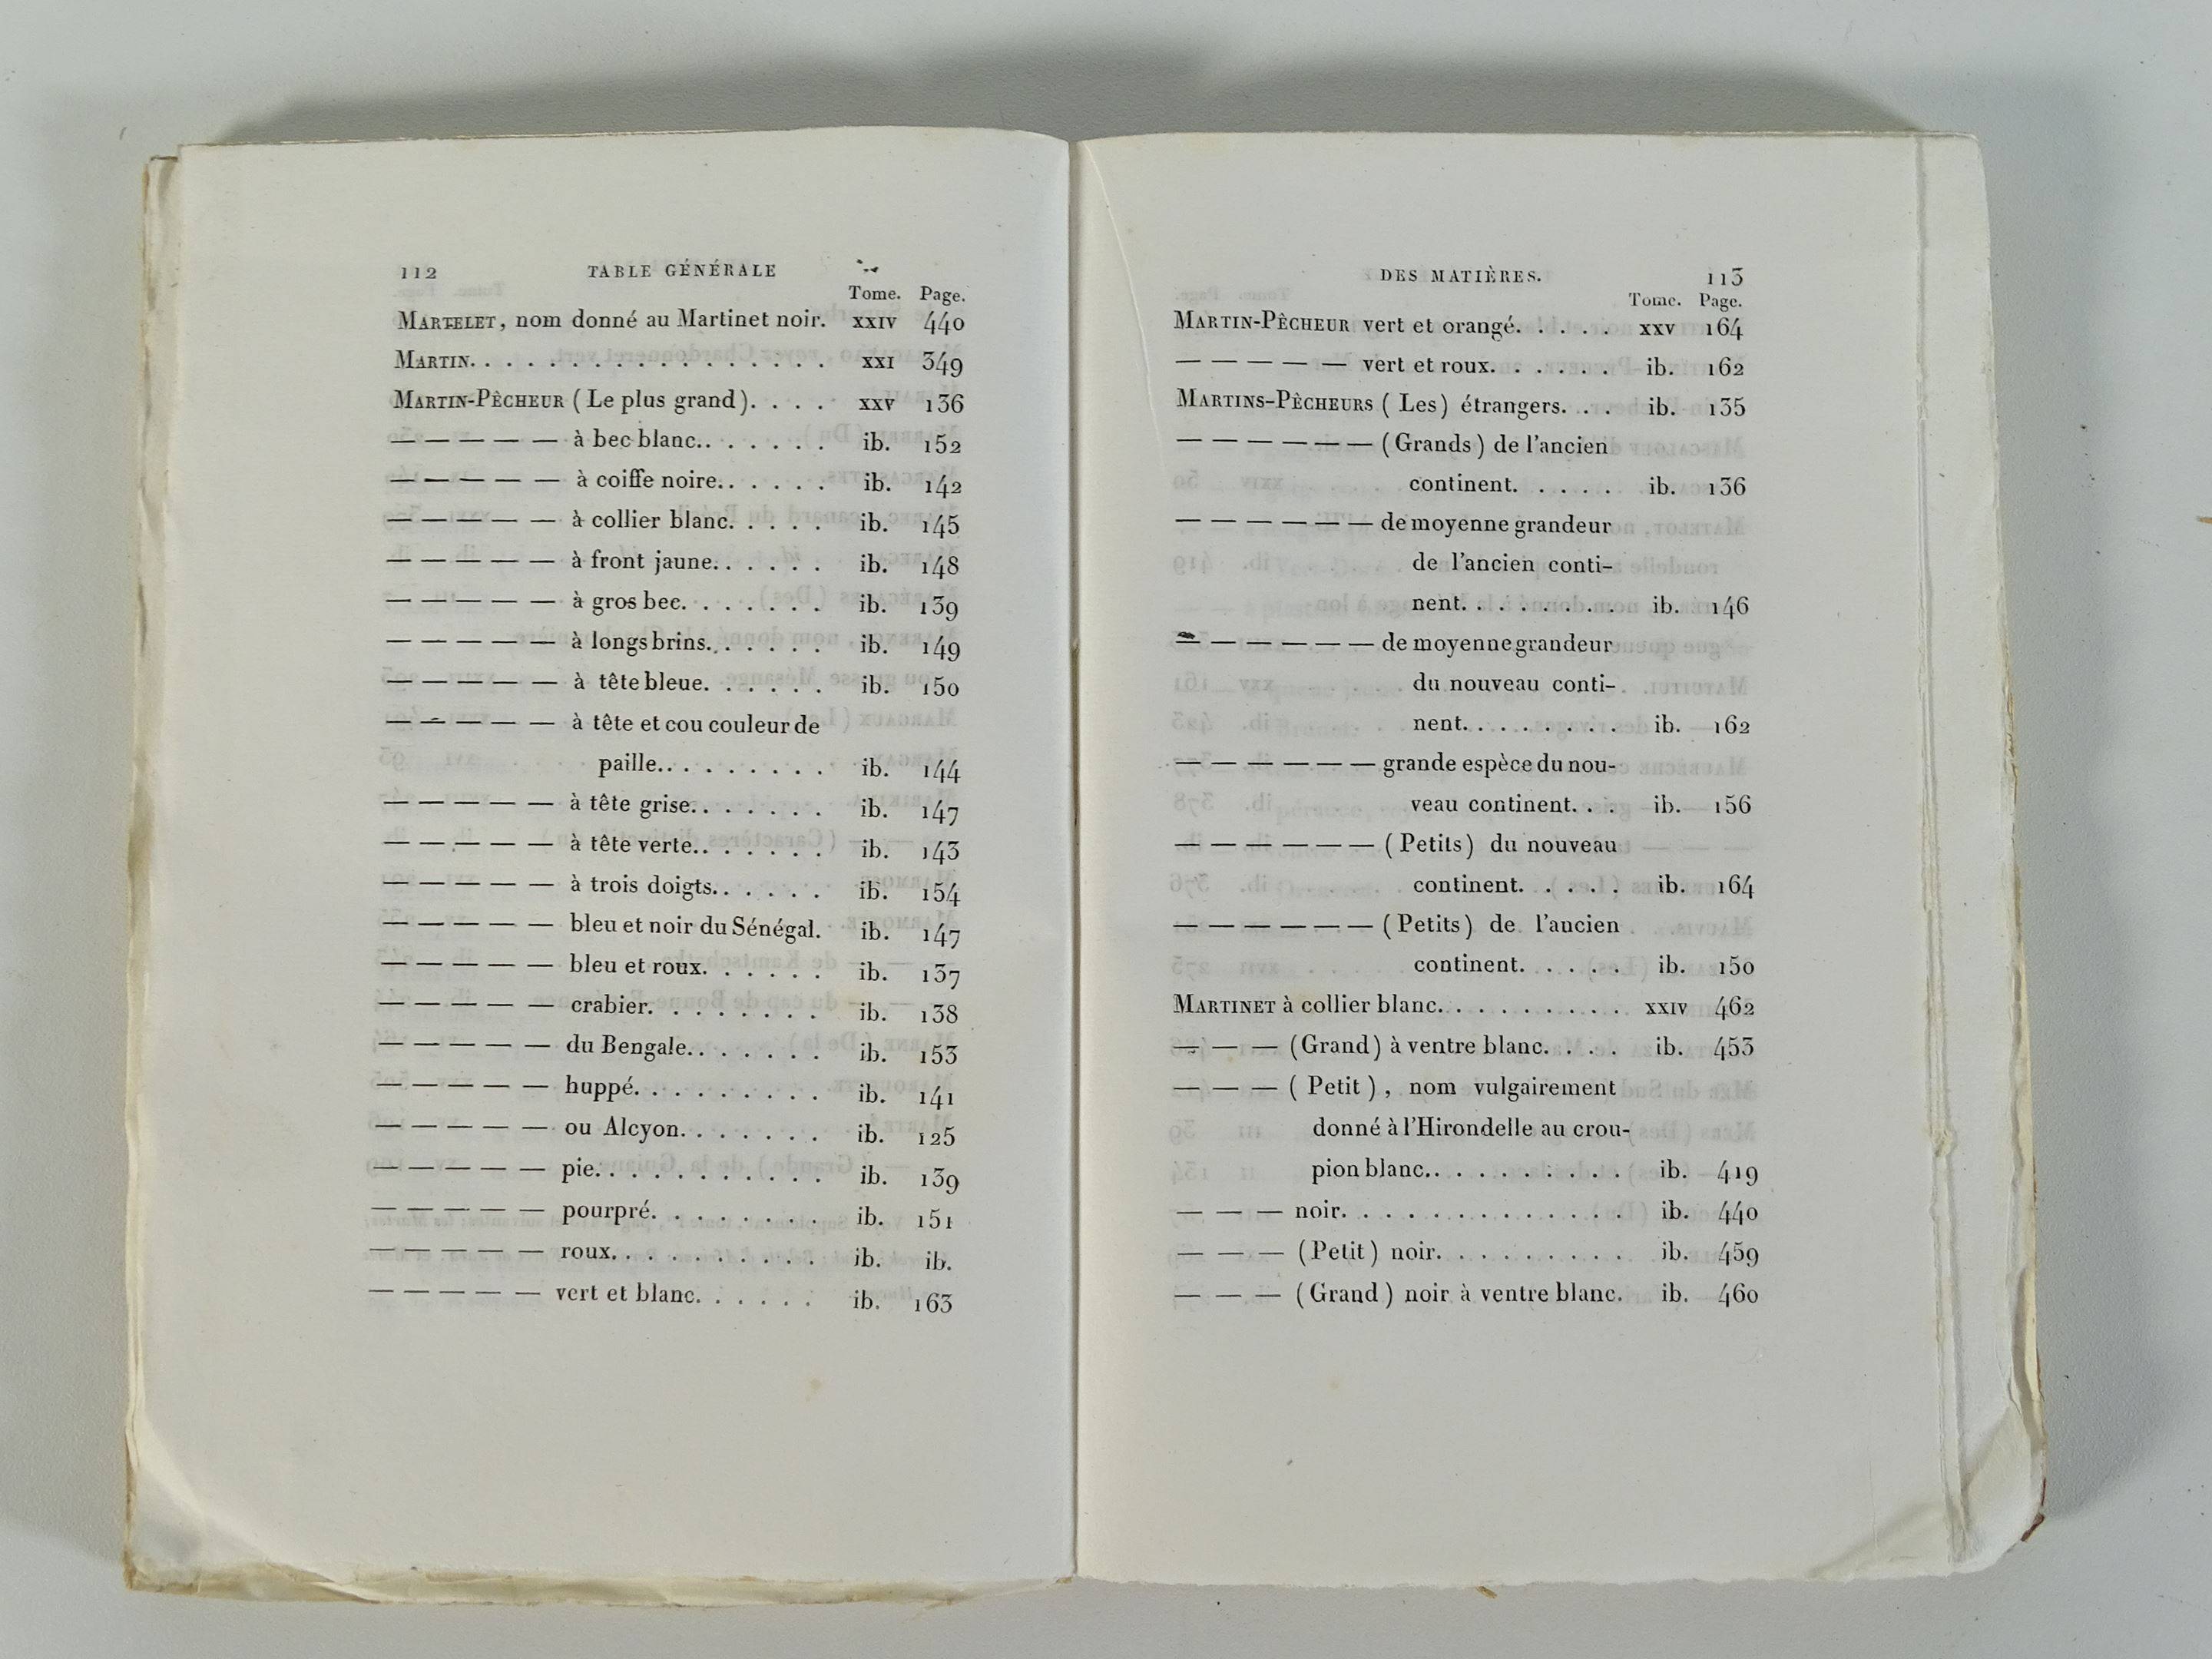 112 TABLE GÉNÉRALE
Tome. Page.
MARTELET, nom donné au Martinet noir. XXIV 440
MARTIN. . . . . . . . . . . . . . . . XXI 349
MARTIN-PÊCHEUR ( Le plus grand ). . . . XXV 136
— — — — — à bec blanc. . . . . . . ib. 152
— — — — — à coiffe noire. . . . . . ib. 142
— — — — — à collier blanc. . . . . ib. 145
— — — — — à front jaune. . . . . . ib. 148
— — — — — à gros bec. . . . . . . ib. 139
— — — — — à longs brins. . . . . . ib. 149
— — — — — à tête bleue. . . . . . ib. 150
— — — — — à tête et cou couleur de
paille. . . . . . . . . ib. 144
— — — — — à tête grise. . . . . . . ib. 147
— — — — — à tête verte. . . . . . . ib. 143
— — — — — à trois doigts. . . . . . ib. 154
— — — — — bleu et noir du Sénégal. ib. 147
— — — — — bleu et roux. . . . . . ib. 137
— — — — — crabier. . . . . . . . ib. 138
— — — — — du Bengale. . . . . . . ib. 153
— — — — — huppé. . . . . . . . . ib. 141
— — — — — ou Alcyon. . . . . . . ib. 125
— — — — — pie. . . . . . . . . . . ib. 139
— — — — — pourpré. . . . . . . . ib. 151
— — — — — roux. . . . . . . . . . ib. ib.
— — — — — vert et blanc. . . . . . ib. 163
DES MATIÈRES. 113
Tome. Page.
MARTIN-PÊCHEUR vert et orangé. . . . . XXV 164
— — — — — vert et roux. . . . . . ib. 162
MARTINS-PÊCHEURS ( Les ) étrangers. . . ib. 135
— — — — — — ( Grands ) de l'ancien
continent. . . . . ib. 136
— — — — — — de moyenne grandeur
de l'ancien conti-
nent. . . . . . . . ib. 146
— — — — — — de moyenne grandeur
du nouveau conti-
nent. . . . . . . . ib. 162
— — — — — — grande espèce du nou-
veau continent. . . ib. 156
— — — — — — ( Petits ) du nouveau
continent. . . . . ib. 164
— — — — — — ( Petits ) de l'ancien
continent. . . . . ib. 150
MARTINET à collier blanc. . . . . . . . . . XXIV 462
— — — (Grand) à ventre blanc. . . . ib. 453
— — — ( Petit ), nom vulgairement
donné à l'Hirondelle au crou-
pion blanc. . . . . . . . . . ib. 419
— — — noir. . . . . . . . . . . . . ib. 440
— — — (Petit) noir. . . . . . . . . ib. 459
— — — (Grand) noir à ventre blanc. ib. 460